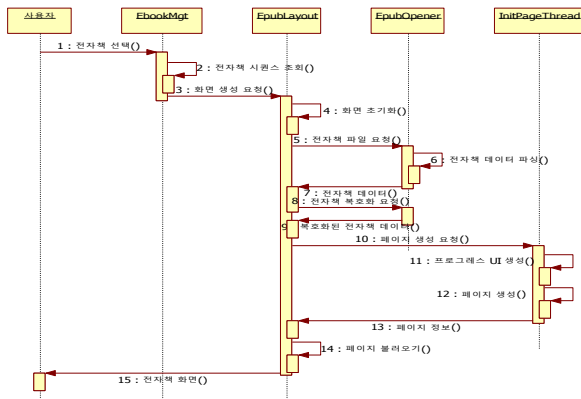 사용자
EbookMgt
EpubLayout
EpubOpener
InitPageThread
1 : 전자책 선택()
2 : 전자책 시퀀스 조회()
3 : 화면 생성 요청()
4 : 화면 초기화()
5 : 전자책 파일 요청()
6 : 전자책 데이터 파싱()
7 : 전자책 데이터()
8 : 전자책 복호화 요청()
9 : 복호화된 전자책 데이터()
10 : 페이지 생성 요청()
11 : 프로그레스 UI 생성()
12 : 페이지 생성()
13 : 페이지 정보()
14 : 페이지 불러오기()
15 : 전자책 화면()